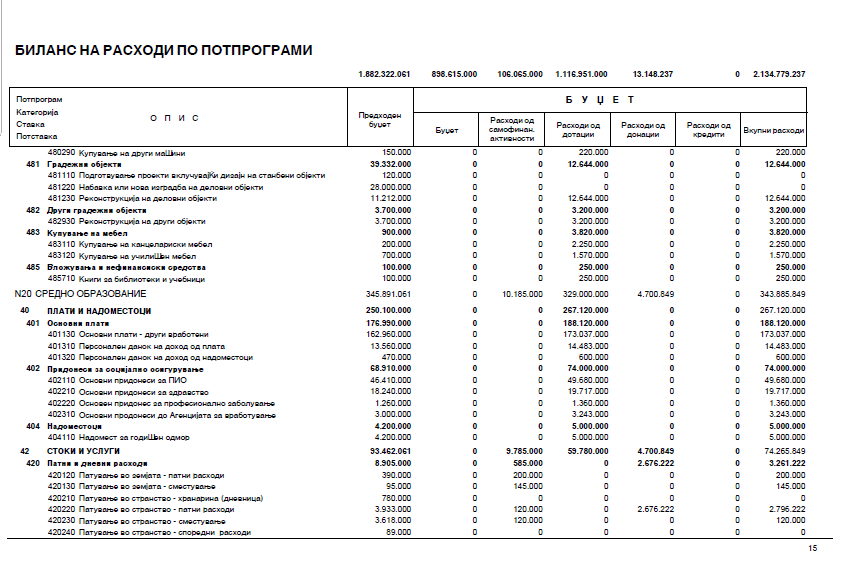 БИЛАНС НА РАСХОДИ ПО ПОТПРОГРАМИ
1.882.322.061 898.615.000 106.065.000 1.116.951.000 13.148.237 0 2.134.779.237
Потпрограм
Категорија
Ставка
Потставка
О П И С
Предходен буџет
Б У Џ Е Т
Буџет
Расходи од самофинан. активности
Расходи од дотации
Расходи од донации
Расходи од кредити
Вкупни расходи
480290 Купување на други маШини 150.000 0 0 220.000 0 0 220.000
481 Градежни објекти 39.332.000 0 0 12.644.000 0 0 12.644.000
481110 Подготвување проекти вклучувајЌи дизајн на станбени објекти 120.000 0 0 0 0 0 0
481220 Набавка или нова изградба на деловни објекти 28.000.000 0 0 0 0 0 0
481230 Реконструкција на деловни објекти 11.212.000 0 0 12.644.000 0 0 12.644.000
482 Други градежни објекти 3.700.000 0 0 3.200.000 0 0 3.200.000
482930 Реконструкција на други објекти 3.700.000 0 0 3.200.000 0 0 3.200.000
483 Купување на мебел 900.000 0 0 3.820.000 0 0 3.820.000
483110 Купување на канцелариски мебел 200.000 0 0 2.250.000 0 0 2.250.000
483120 Купување на училиШен мебел 700.000 0 0 1.570.000 0 0 1.570.000
485 Вложувања и нефинансиски средства 100.000 0 0 250.000 0 0 250.000
485710 Книги за библиотеки и учебници 100.000 0 0 250.000 0 0 250.000
N20 СРЕДНО ОБРАЗОВАНИЕ 345.891.061 0 10.185.000 329.000.000 4.700.849 0 343.885.849
40 ПЛАТИ И НАДОМЕСТОЦИ 250.100.000 0 0 267.120.000 0 0 267.120.000
401 Основни плати 176.990.000 0 0 188.120.000 0 0 188.120.000
401130 Основни плати - други вработени 162.960.000 0 0 173.037.000 0 0 173.037.000
401310 Персонален данок на доход од плата 13.560.000 0 0 14.483.000 0 0 14.483.000
401320 Персонален данок на доход од надоместоци 470.000 0 0 600.000 0 0 600.000
402 Придонеси за социјално осигурување 68.910.000 0 0 74.000.000 0 0 74.000.000
402110 Основни придонеси за ПИО 46.410.000 0 0 49.680.000 0 0 49.680.000
402210 Основни придонеси за здравство 18.240.000 0 0 19.717.000 0 0 19.717.000
402220 Основен придонес за професионално заболување 1.260.000 0 0 1.360.000 0 0 1.360.000
402310 Основни продонеси до Агенцијата за вработување 3.000.000 0 0 3.243.000 0 0 3.243.000
404 Надоместоци 4.200.000 0 0 5.000.000 0 0 5.000.000
404110 Надомест за годиШен одмор 4.200.000 0 0 5.000.000 0 0 5.000.000
42 СТОКИ И УСЛУГИ 93.462.061 0 9.785.000 59.780.000 4.700.849 0 74.265.849
420 Патни и дневни расходи 8.905.000 0 585.000 0 2.676.222 0 3.261.222
420120 Патување во земјата - патни расходи 390.000 0 200.000 0 0 0 200.000
420130 Патување во земјата - сместување 95.000 0 145.000 0 0 0 145.000
420210 Патување во странство - хранарина (дневница) 780.000 0 0 0 0 0 0
420220 Патување во странство - патни расходи 3.933.000 0 120.000 0 2.676.222 0 2.796.222
420230 Патување во странство - сместување 3.618.000 0 120.000 0 0 0 120.000
420240 Патување во странство - споредни расходи 89.000 0 0 0 0 0 0
15